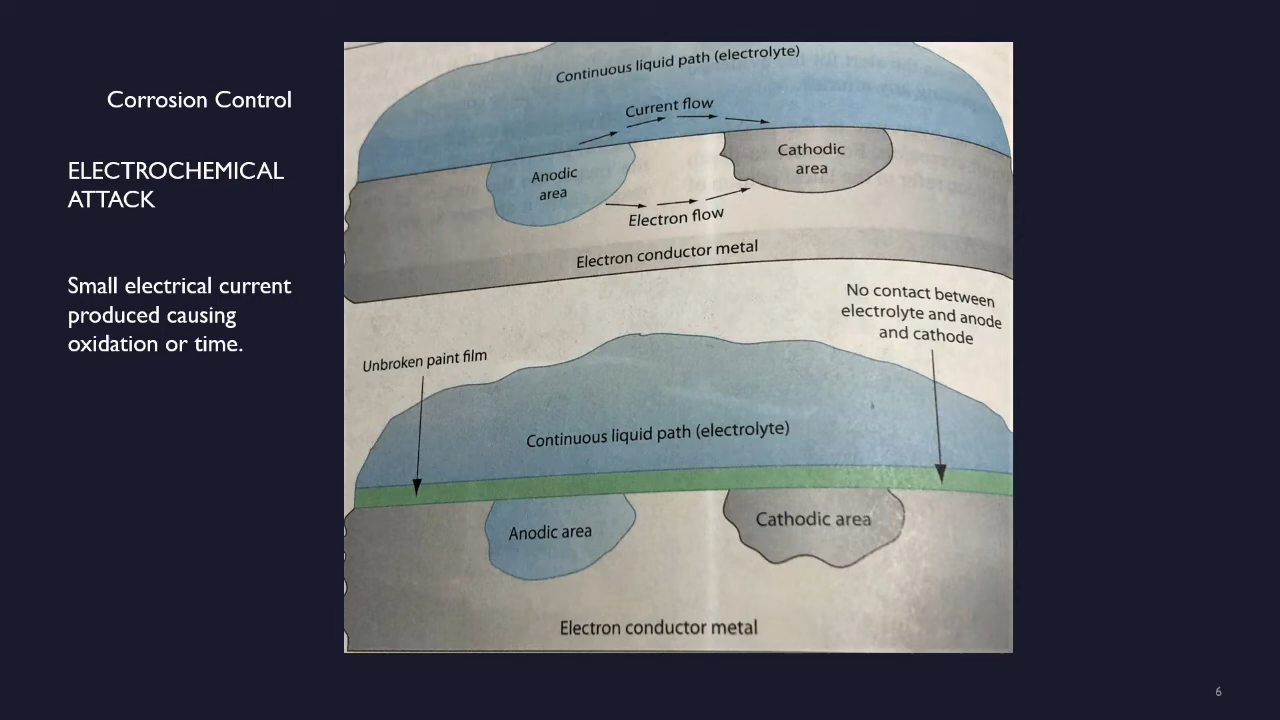 Corrosion Control
ELECTROCHEMICAL
ATTACK
Small electrical current
produced causing
oxidation or time.
Continuous liquid path (electrolyte)
Current flow
Anodic
area
Cathodic
area
Electron flow
Electron conductor metal
No contact between
electrolyte and anode
and cathode
Unbroken paint film
Continuous liquid path (electrolyte)
Anodic area
Cathodic area
Electron conductor metal
6